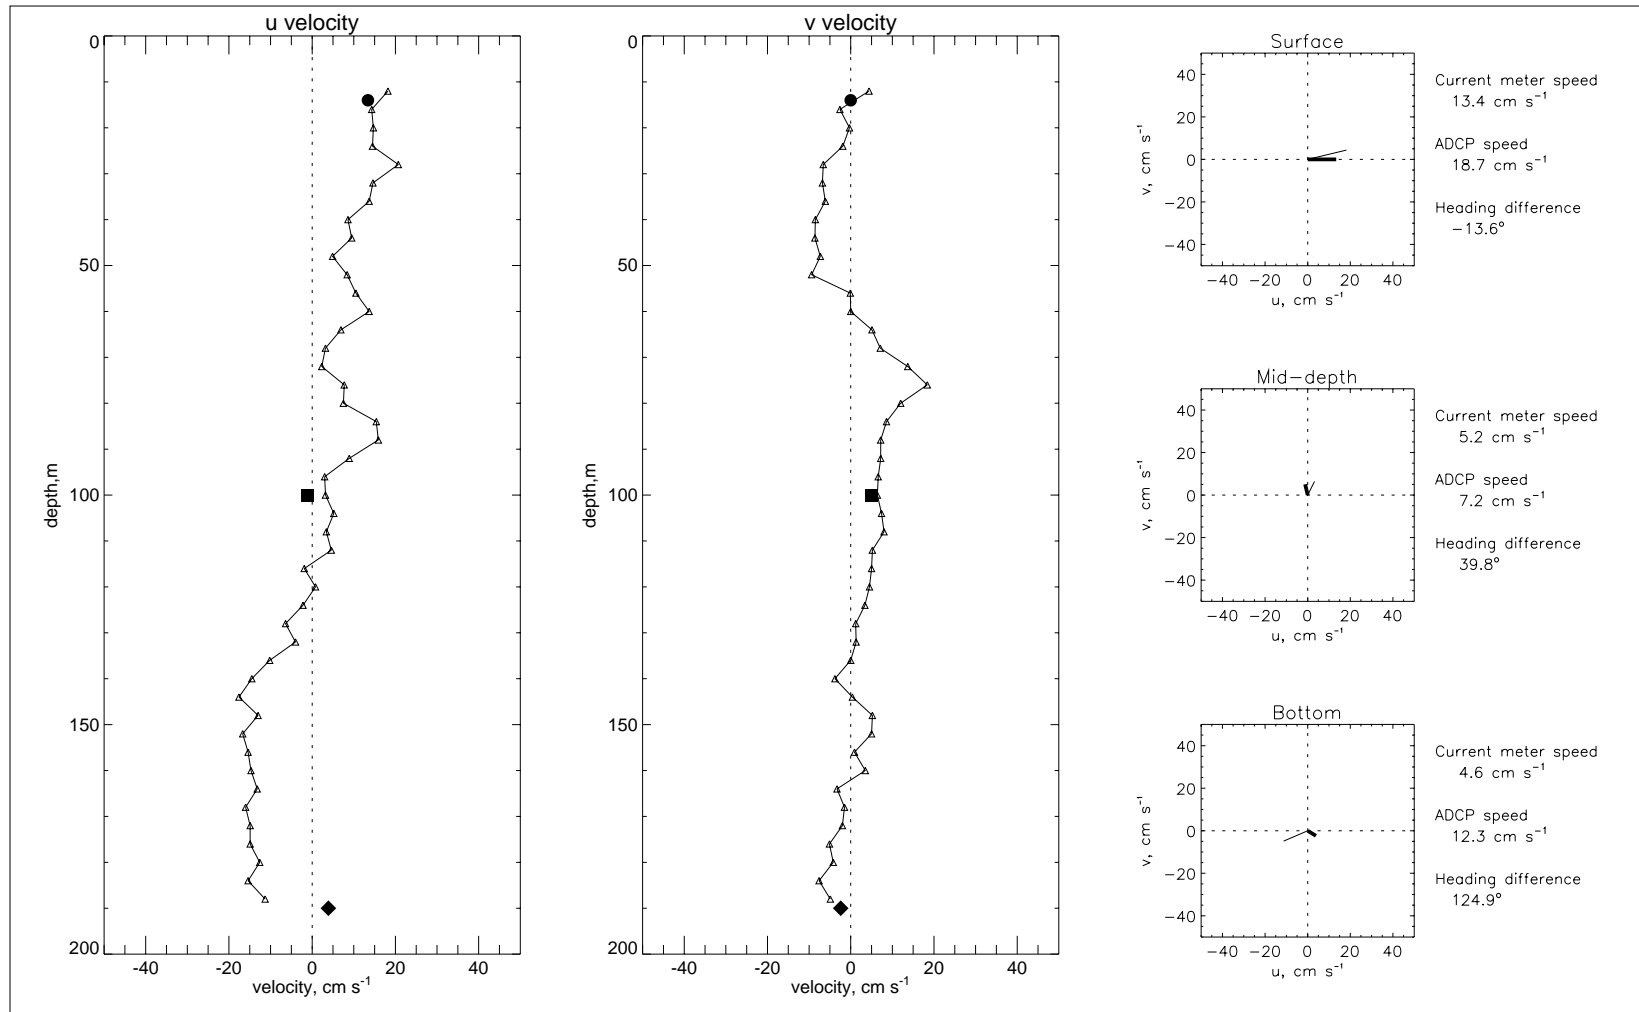 u velocity
0
50
100
150
200
depth,m
-40 -20 0 20 40
velocity, cm s⁻¹
v velocity
0
50
100
150
200
depth,m
-40 -20 0 20 40
velocity, cm s⁻¹
Surface
40
20
0
−20
−40
v, cm s⁻¹
−40 −20 0 20 40
u, cm s⁻¹
Current meter speed
13.4 cm s⁻¹
ADCP speed
18.7 cm s⁻¹
Heading difference
−13.6°
Mid−depth
40
20
0
−20
−40
v, cm s⁻¹
−40 −20 0 20 40
u, cm s⁻¹
Current meter speed
5.2 cm s⁻¹
ADCP speed
7.2 cm s⁻¹
Heading difference
39.8°
Bottom
40
20
0
−20
−40
v, cm s⁻¹
−40 −20 0 20 40
u, cm s⁻¹
Current meter speed
4.6 cm s⁻¹
ADCP speed
12.3 cm s⁻¹
Heading difference
124.9°